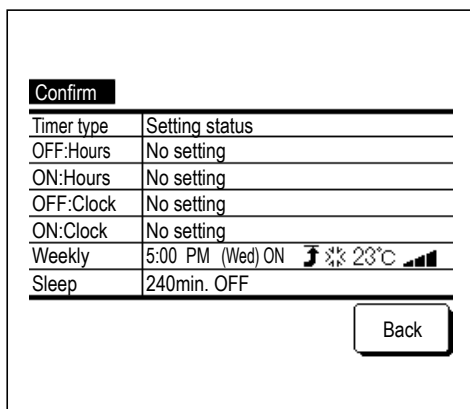 Confirm
Timer type Setting status
OFF:Hours No setting
ON:Hours No setting
OFF:Clock No setting
ON:Clock No setting
Weekly 5:00 PM (Wed) ON 23°C
Sleep 240min. OFF
Back